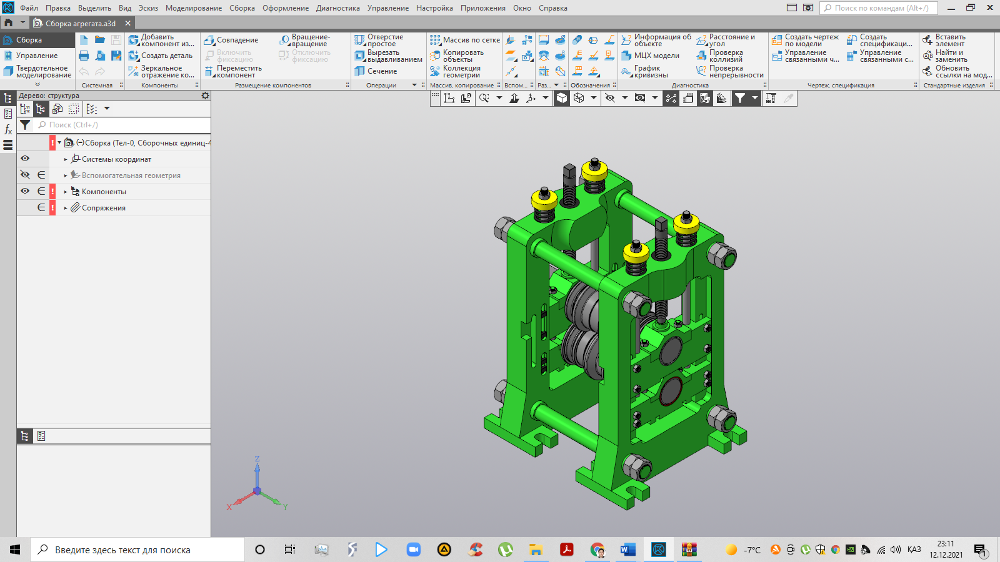 Файл Правка Выделить Вид Эскиз Моделирование Сборка Оформление Диагностика Управление Настройка Приложения Окно Справка
Поиск по командам (Alt+/)
Сборка агрегата.a3d
Сборка
Управление
Твердотельное
моделирование
Системная
Добавить
компонент из...
Создать деталь
Зеркальное
отражение ко...
Компоненты
Совпадение
Включить
фиксацию
Переместить
компонент
Вращение-
вращение
Отключить
фиксацию
Размещение компонентов
Отверстие
простое
Вырезать
выдавливанием
Сечение
Операции
Массив по сетке
Копировать
объекты
Коллекция
геометрии
Массив, копирование
Вспом...
Раз...
Обозначения
Информация об
объекте
МЦХ модели
График
кривизны
Расстояние и
угол
Проверка
коллизий
Проверка
непрерывности
Диагностика
Создать чертеж
по модели
Управление
связанными ч...
Создать
спецификаци...
Управление
связанными с...
Чертеж, спецификация
Вставить
элемент
Найти и
заменить
Обновить
ссылки на мод...
Стандартные изделия
Дерево: структура
Поиск (Ctrl+/)
(-)Сборка (Тел-0, Сборочных единиц-4
Системы координат
Вспомогательная геометрия
Компоненты
Сопряжения
Z
X
Y
Введите здесь текст для поиска
-7°C
ҚАЗ
23:11
12.12.2021
1